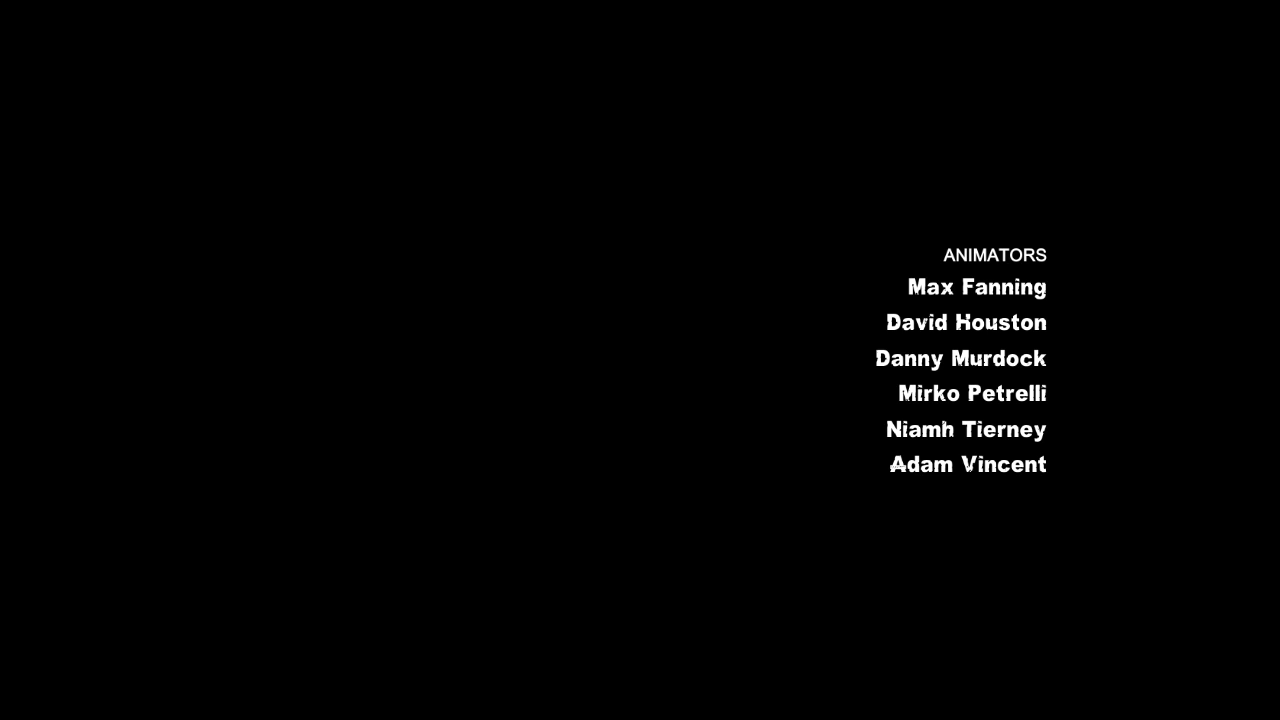 ANIMATORS
Max Fanning
David Houston
Danny Murdock
Mirko Petrelli
Niamh Tierney
Adam Vincent